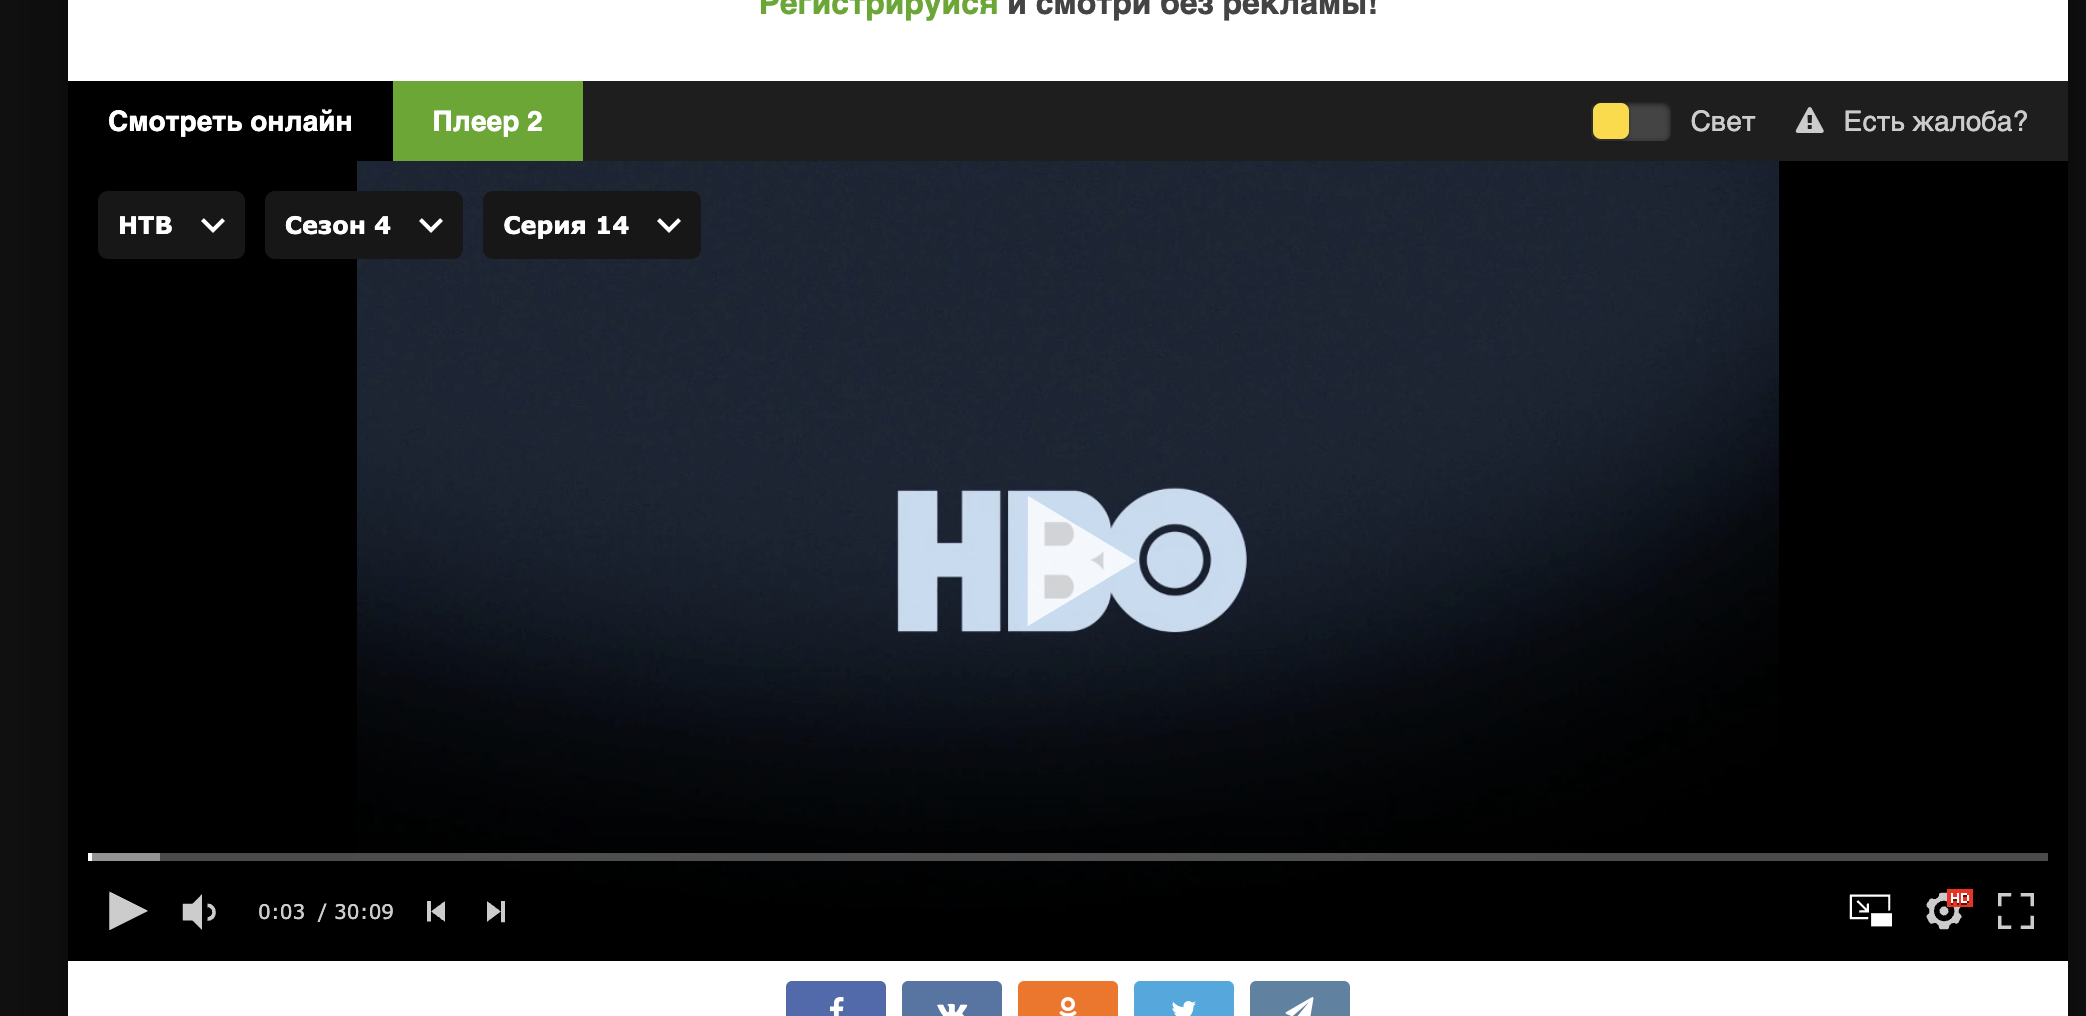 Регистрируйся и смотри без рекламы!
Смотреть онлайн
Плеер 2
Свет
Есть жалоба?
НТВ
Сезон 4
Серия 14
HBO
0:03 / 30:09
HD